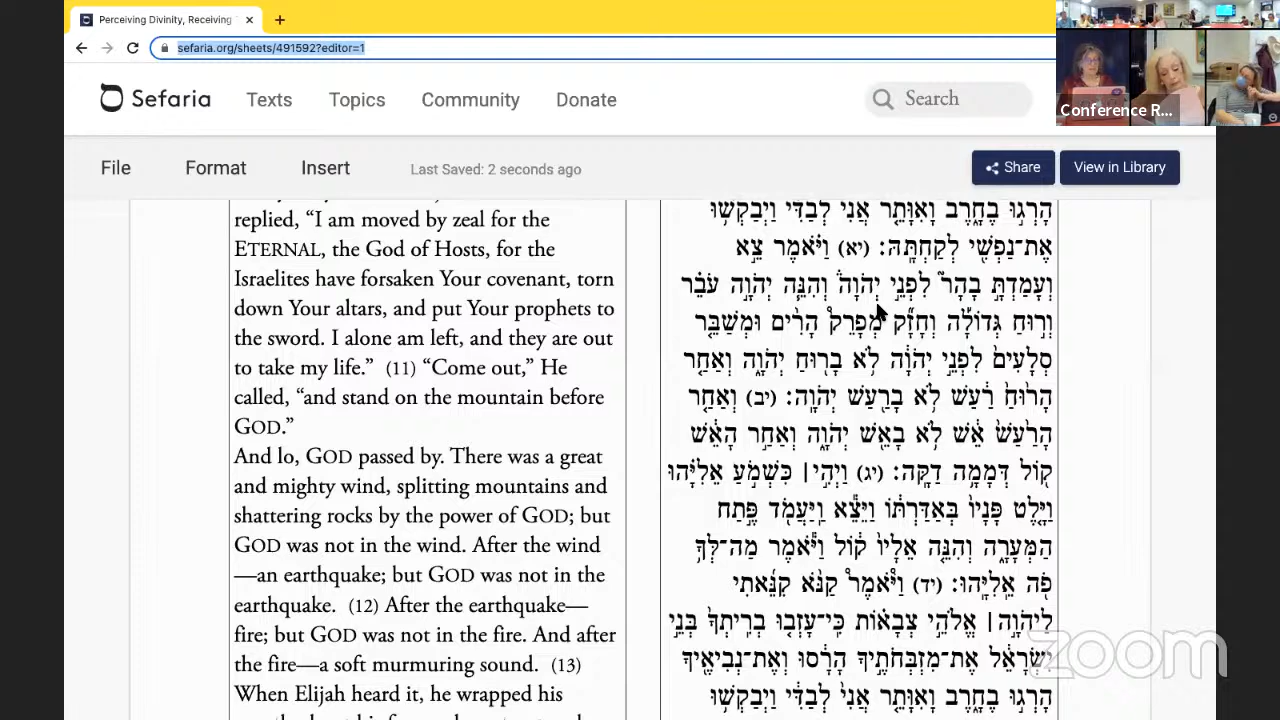 Perceiving Divinity, Receiving
sefaria.org/sheets/491592?editor=1
Sefaria
Texts
Topics
Community
Donate
Search
Conference R...
File
Format
Insert
Last Saved: 2 seconds ago
Share
View in Library
replied, “I am moved by zeal for the
ETERNAL, the God of Hosts, for the
Israelites have forsaken Your covenant, torn
down Your altars, and put Your prophets to
the sword. I alone am left, and they are out
to take my life.” (11) “Come out,” He
called, “and stand on the mountain before
GOD.”
And lo, GOD passed by. There was a great
and mighty wind, splitting mountains and
shattering rocks by the power of GOD; but
GOD was not in the wind. After the wind
—an earthquake; but GOD was not in the
earthquake. (12) After the earthquake—
fire; but GOD was not in the fire. And after
the fire—a soft murmuring sound. (13)
When Elijah heard it, he wrapped his
הָרְג֣וּ בֶחָ֑רֶב וָאִוָּתֵ֤ר אֲנִי֙ לְבַדִּ֔י וַיְבַקְשׁ֥וּ
אֶת־נַפְשִׁ֖י לְקַחְתָּֽהּ׃ (יא) וַיֹּ֗אמֶר צֵ֣א
וְעָמַדְתָּ֣ בָהָר֮ לִפְנֵ֣י יְהֹוָה֒ וְהִנֵּ֧ה יְהֹוָ֣ה עֹבֵ֗ר
וְר֣וּחַ גְּדוֹלָ֡ה וְחָזָ֞ק מְפָרֵק֩ הָרִ֨ים וּמְשַׁבֵּ֤ר
סְלָעִים֙ לִפְנֵ֣י יְהֹוָ֔ה לֹ֥א בָר֖וּחַ יְהֹוָ֑ה וְאַחַ֤ר
הָר֙וּחַ֙ רַ֔עַשׁ לֹ֥א בָרַ֖עַשׁ יְהֹוָֽה׃ (יב) וְאַחַ֤ר
הָרַ֙עַשׁ֙ אֵ֔שׁ לֹ֥א בָאֵ֖שׁ יְהֹוָ֑ה וְאַחַ֣ר הָאֵ֔שׁ
ק֖וֹל דְּמָמָ֥ה דַקָּֽה׃ (יג) וַיְהִ֣י׀ כִּשְׁמֹ֣עַ אֵלִיָּ֗הוּ
וַיָּ֤לֶט פָּנָיו֙ בְּאַדַּרְתּ֔וֹ וַיֵּצֵ֕א וַֽיַּעֲמֹ֖ד פֶּ֣תַח
הַמְּעָרָ֑ה וְהִנֵּ֤ה אֵלָיו֙ ק֔וֹל וַיֹּ֕אמֶר מַה־לְּךָ֥
פֹ֖ה אֵלִיָּֽהוּ׃ (יד) וַיֹּ֩אמֶר֩ קַנֹּ֨א קִנֵּ֜אתִי
לַיהֹוָ֣ה׀ אֱלֹהֵ֣י צְבָא֗וֹת כִּֽי־עָזְב֤וּ בְרִֽיתְךָ֙ בְּנֵ֣י
יִשְׂרָאֵ֔ל אֶת־מִזְבְּחֹתֶ֣יךָ הָרָ֔סוּ וְאֶת־נְבִיאֶ֖יךָ
הָרְג֣וּ בֶחָ֑רֶב וָאִוָּתֵ֤ר אֲנִי֙ לְבַדִּ֔י וַיְבַקְשׁ֥וּ
zoom